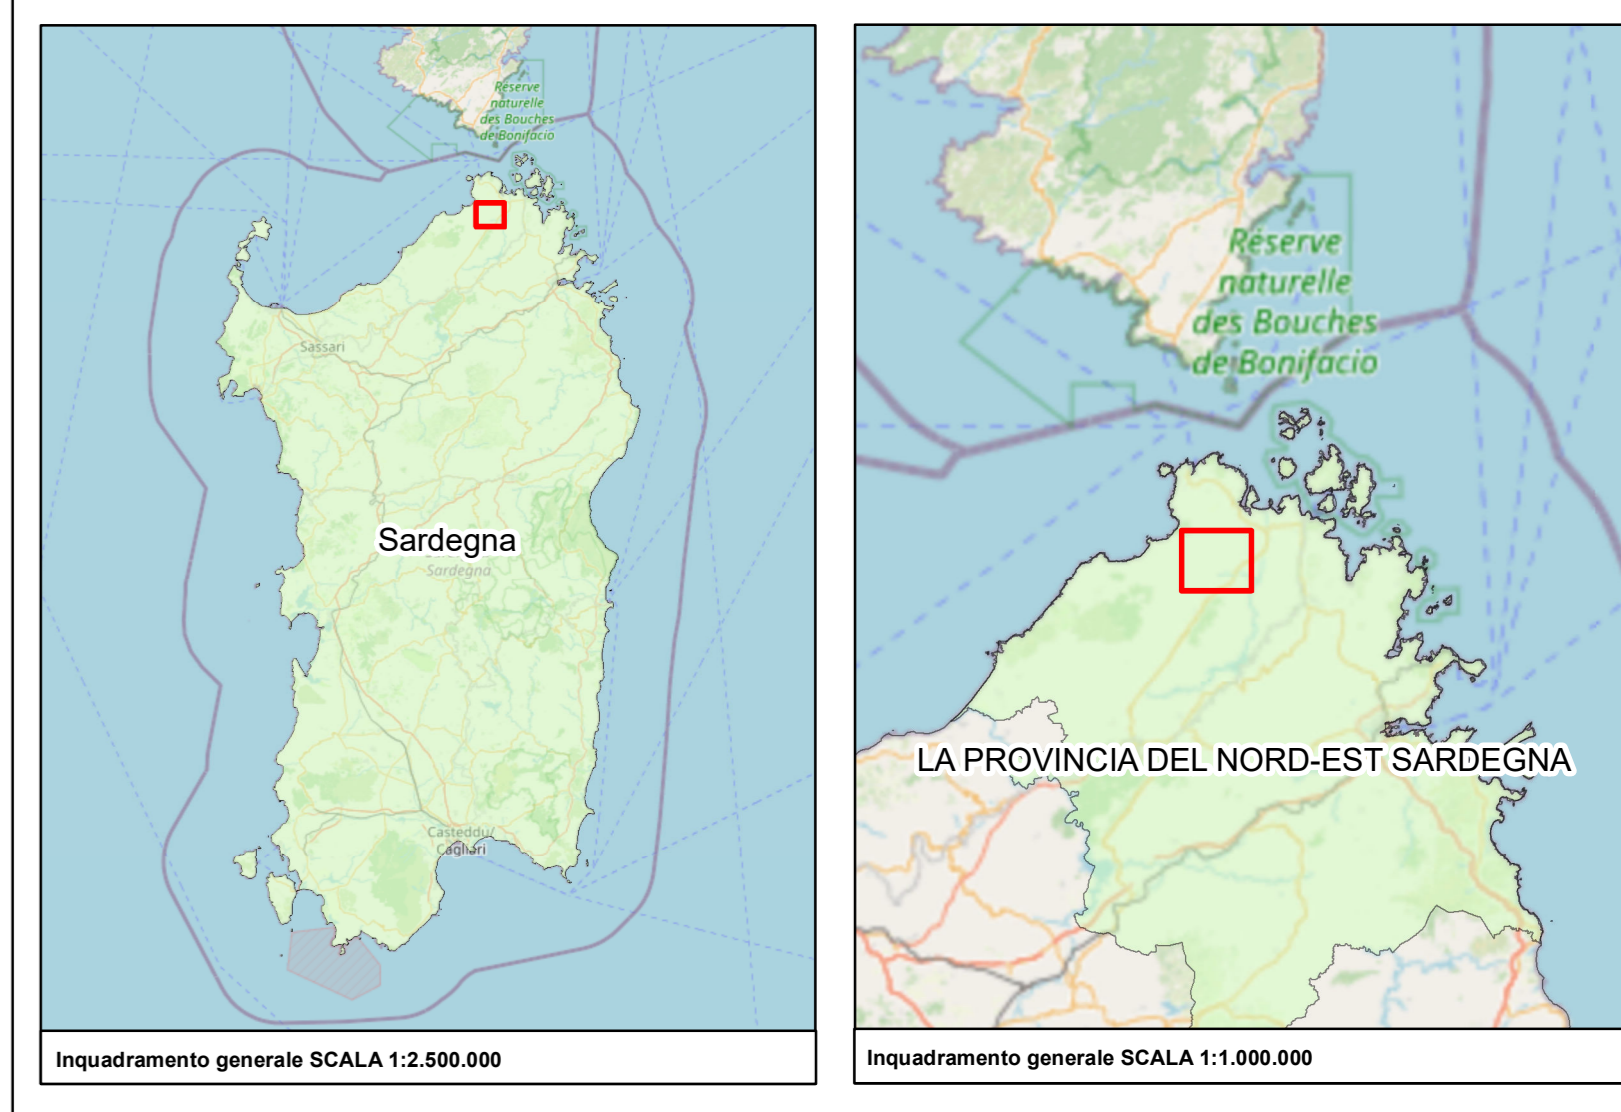 Réserve
naturelle
des Bouches
de Bonifacio
Sassari
Sardegna
Sardegna
Casteddu/
Cagliari
Inquadramento generale SCALA 1:2.500.000
Réserve
naturelle
des Bouches
de Bonifacio
LA PROVINCIA DEL NORD-EST SARDEGNA
Inquadramento generale SCALA 1:1.000.000